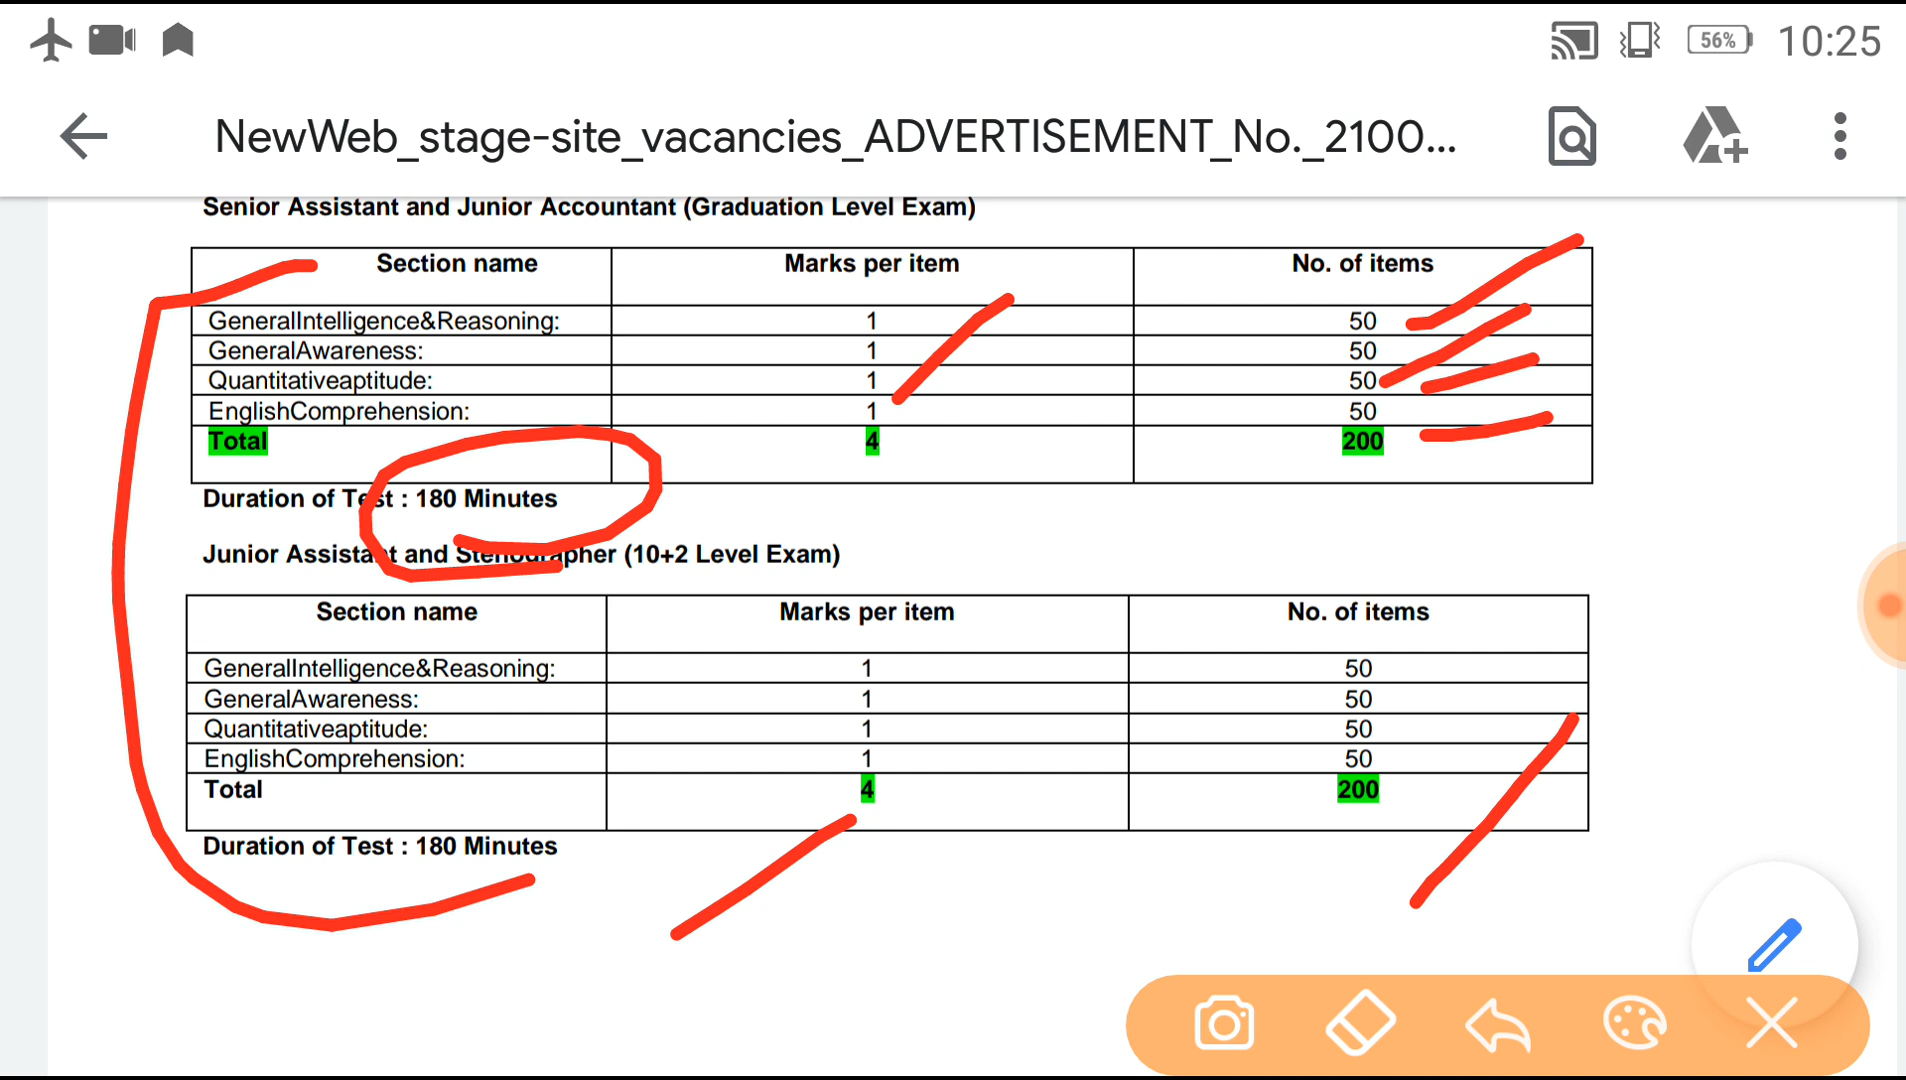 56% 10:25
NewWeb_stage-site_vacancies_ADVERTISEMENT_No._2100...
Senior Assistant and Junior Accountant (Graduation Level Exam)
Section name Marks per item No. of items
GeneralIntelligence&Reasoning: 1 50
GeneralAwareness: 1 50
Quantitativeaptitude: 1 50
EnglishComprehension: 1 50
Total 4 200
Duration of Test : 180 Minutes
Junior Assistant and Stenographer (10+2 Level Exam)
Section name Marks per item No. of items
GeneralIntelligence&Reasoning: 1 50
GeneralAwareness: 1 50
Quantitativeaptitude: 1 50
EnglishComprehension: 1 50
Total 4 200
Duration of Test : 180 Minutes